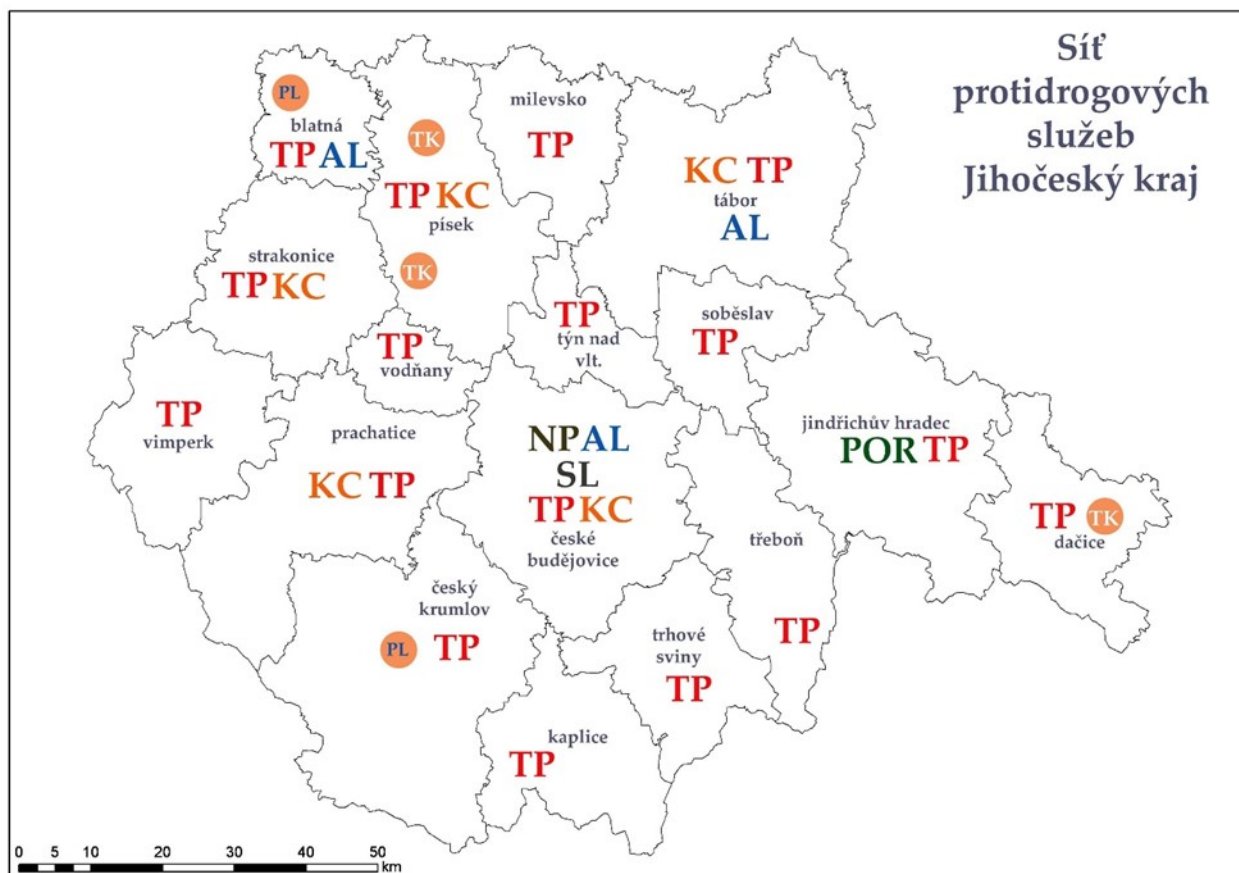 Síť
protidrogových
služeb
Jihočeský kraj
PL
blatná
TP AL
TK
TP KC
písek
TK
milevsko
TP
KC TP
tábor
AL
strakonice
TP KC
TP
vodňany
TP
týn nad
vlt.
soběslav
TP
TP
vimperk
prachatice
KC TP
NP AL
SL
TP KC
české
budějovice
jindřichův hradec
POR TP
TP TK
dačice
třeboň
TP
český
krumlov
PL TP
trhové
sviny
TP
kaplice
TP
0 5 10 20 30 40 50
km